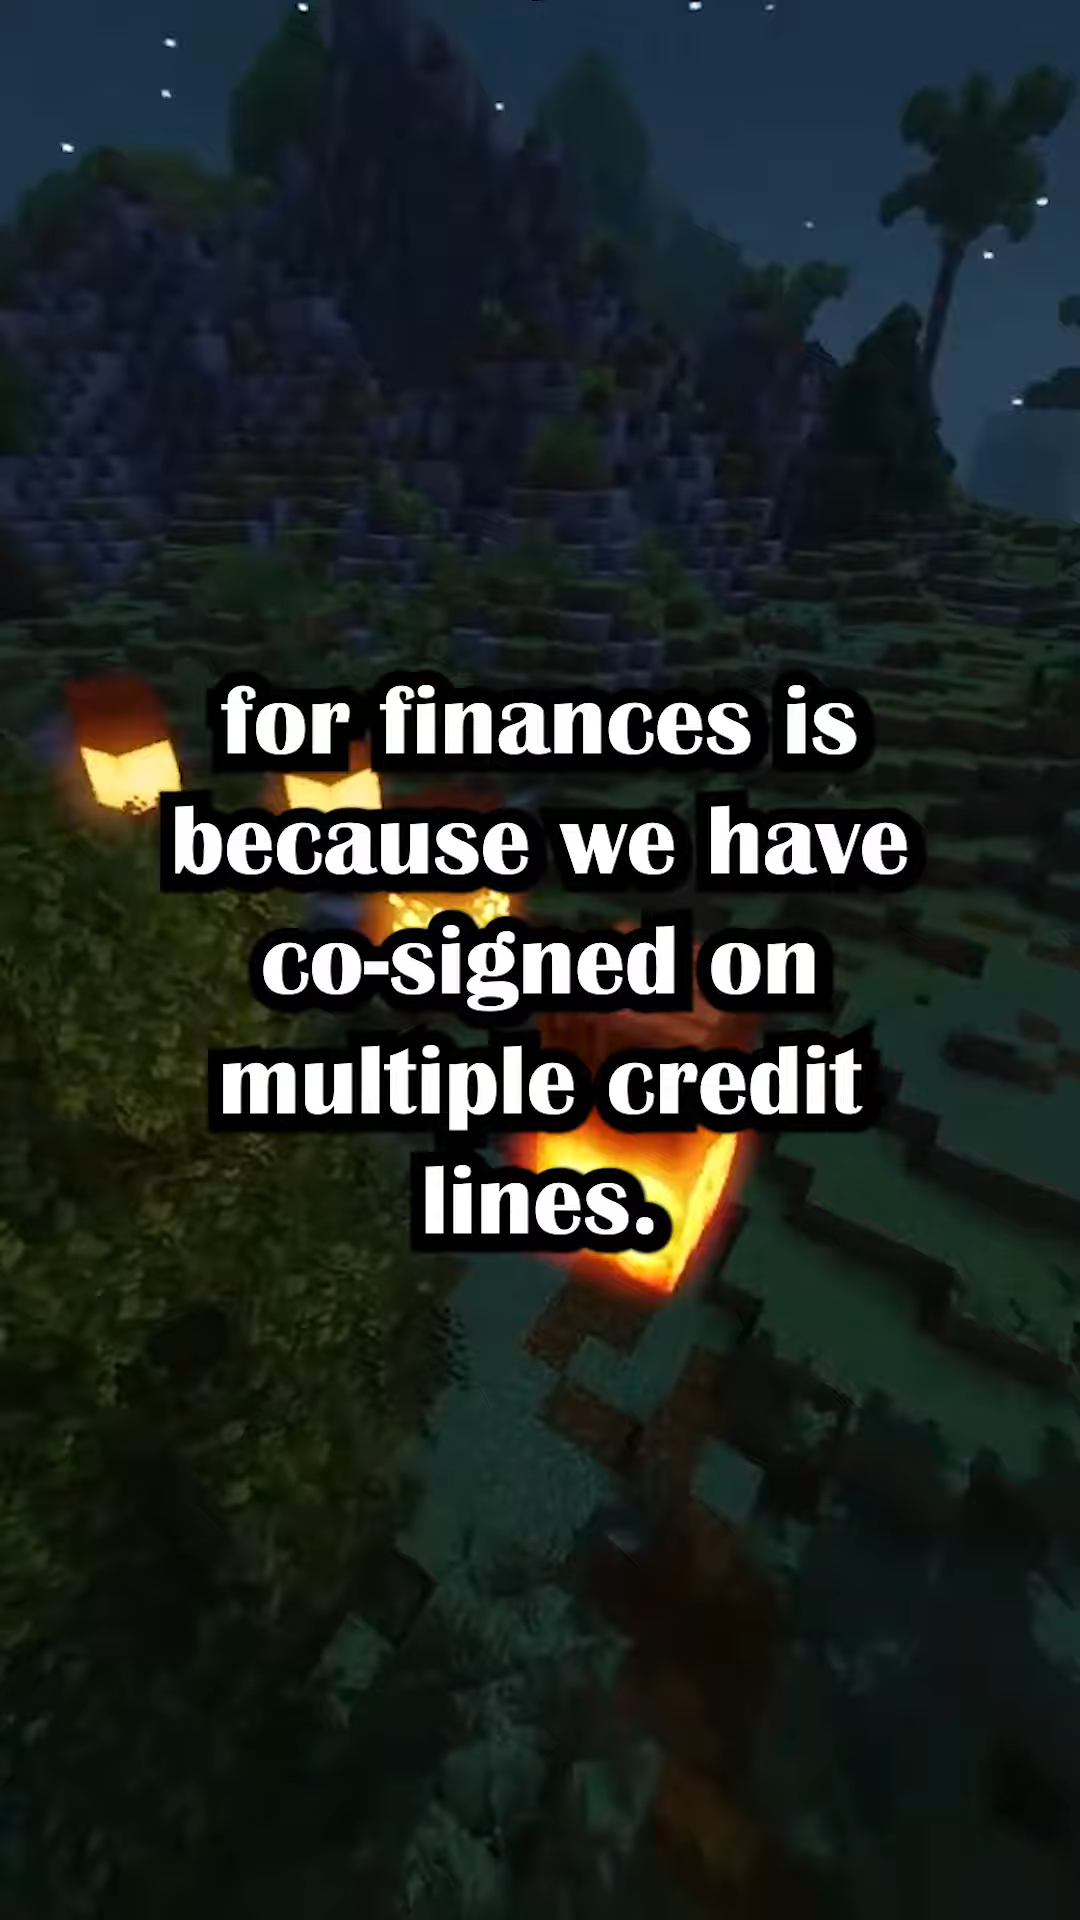 for finances is
because we have
co-signed on
multiple credit
lines.